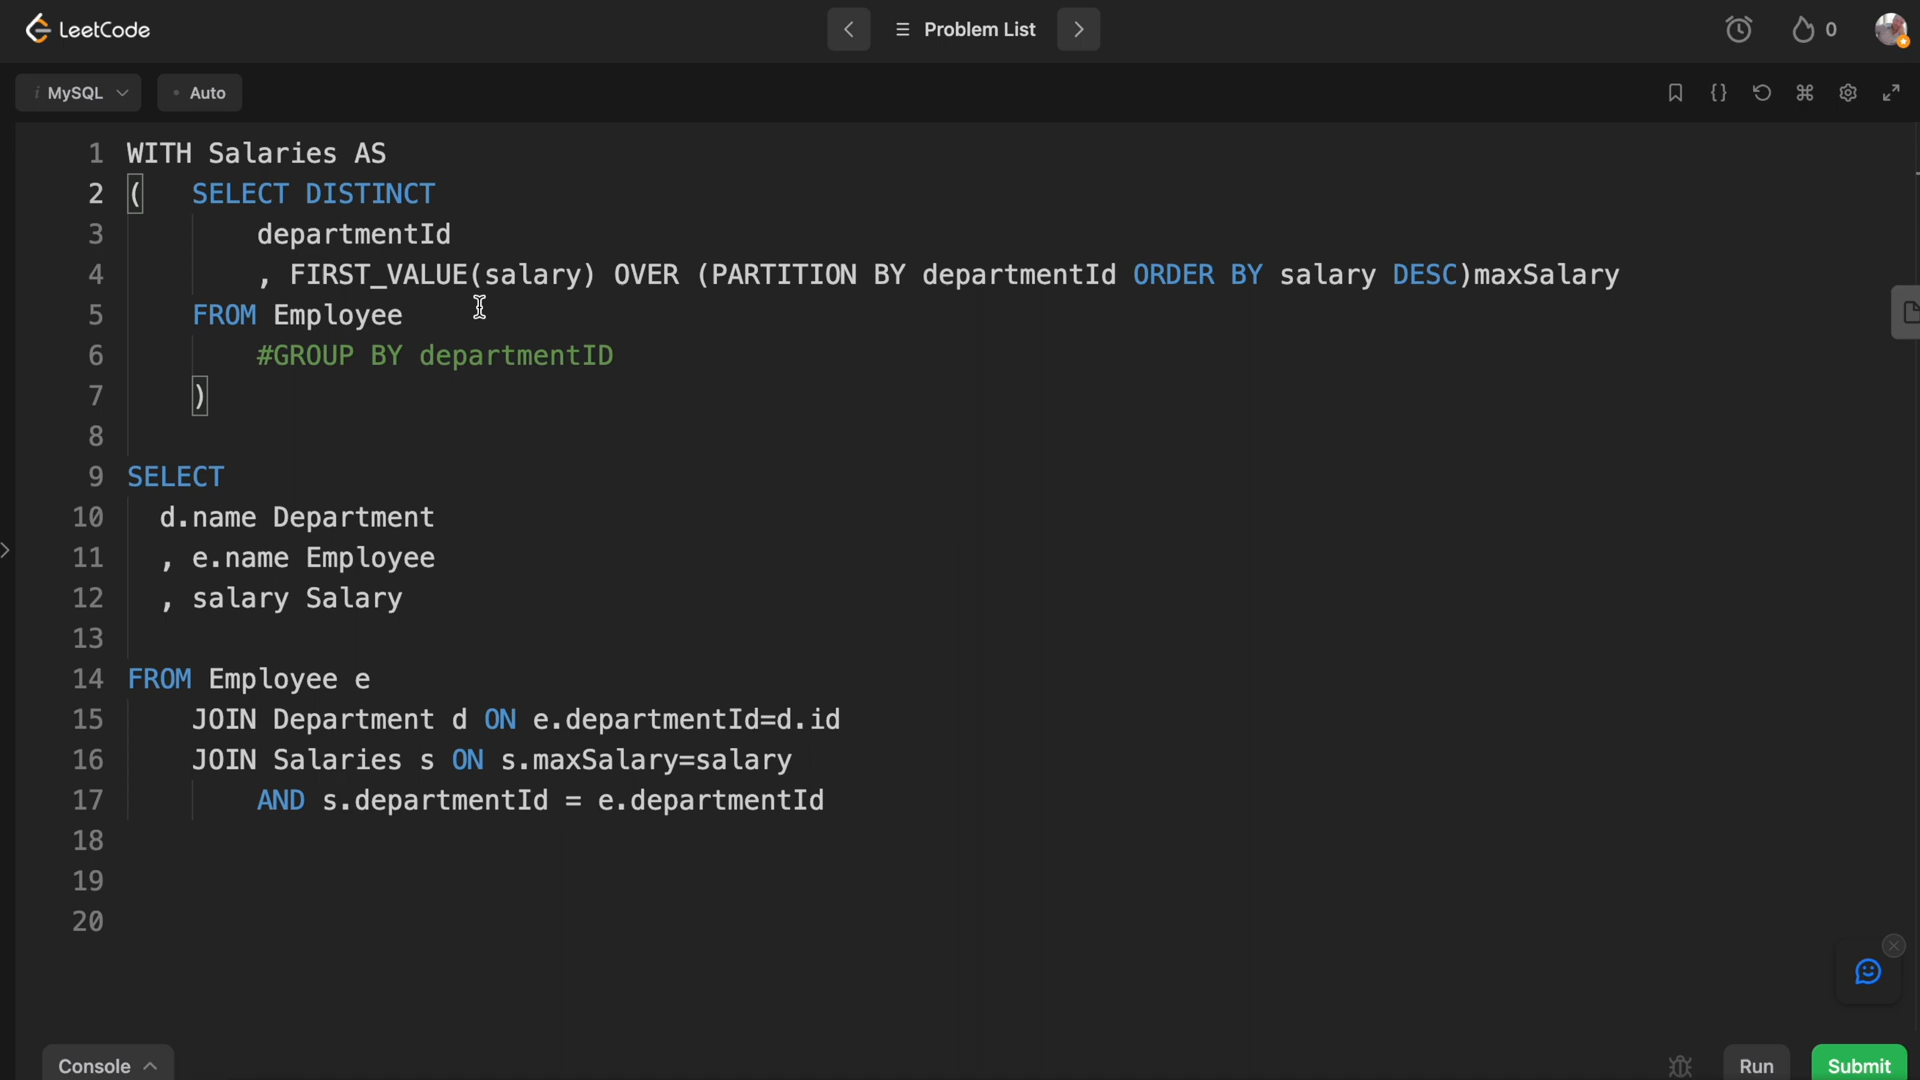 LeetCode
Problem List
0
MySQL
Auto
1 WITH Salaries AS
2 ( SELECT DISTINCT
3 departmentId
4 , FIRST_VALUE(salary) OVER (PARTITION BY departmentId ORDER BY salary DESC)maxSalary
5 FROM Employee
6 #GROUP BY departmentID
7 )
8
9 SELECT
10 d.name Department
11 , e.name Employee
12 , salary Salary
13
14 FROM Employee e
15 JOIN Department d ON e.departmentId=d.id
16 JOIN Salaries s ON s.maxSalary=salary
17 AND s.departmentId = e.departmentId
18
19
20
Console
Run
Submit